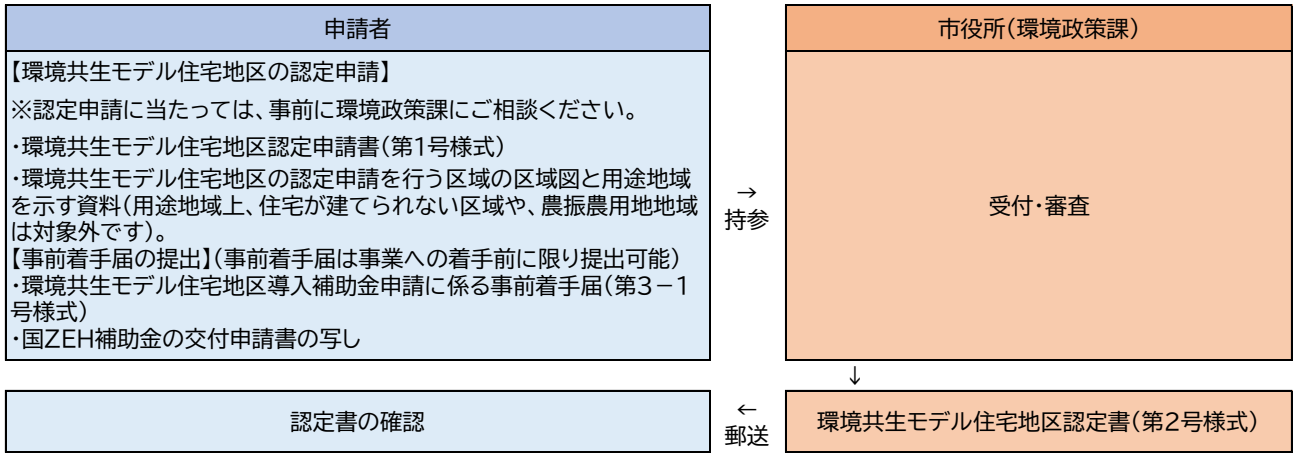 申請者
市役所(環境政策課)
【環境共生モデル住宅地区の認定申請】
※認定申請に当たっては、事前に環境政策課にご相談ください。
・環境共生モデル住宅地区認定申請書(第1号様式)
・環境共生モデル住宅地区の認定申請を行う区域の区域図と用途地域
を示す資料(用途地域上、住宅が建てられない区域や、農振農用地地域
は対象外です)。
【事前着手届の提出】(事前着手届は事業への着手前に限り提出可能)
・環境共生モデル住宅地区導入補助金申請に係る事前着手届(第3-1
号様式)
・国ZEH補助金の交付申請書の写し
→
持参
受付・審査
↓
環境共生モデル住宅地区認定書(第2号様式)
←
郵送
認定書の確認